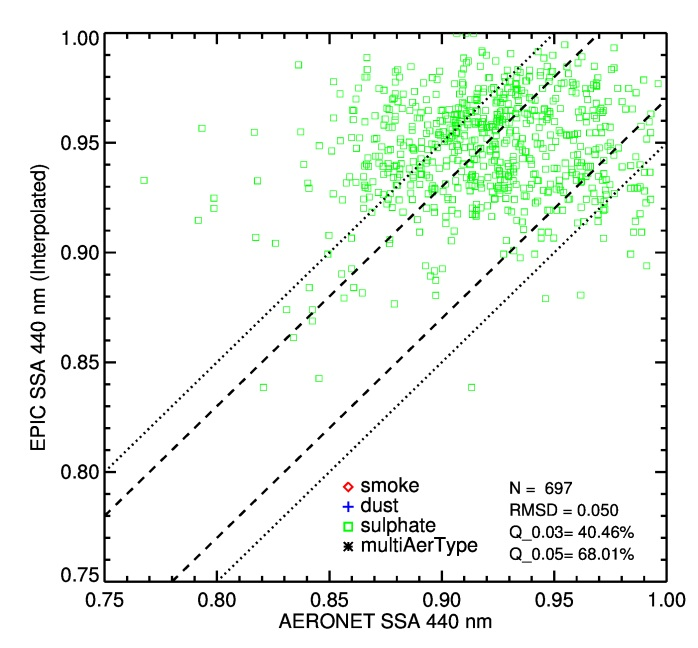 1.00
0.95
0.90
0.85
0.80
0.75
EPIC SSA 440 nm (Interpolated)
smoke
dust
sulphate
multiAerType
N = 697
RMSD = 0.050
Q_0.03= 40.46%
Q_0.05= 68.01%
0.75 0.80 0.85 0.90 0.95 1.00
AERONET SSA 440 nm